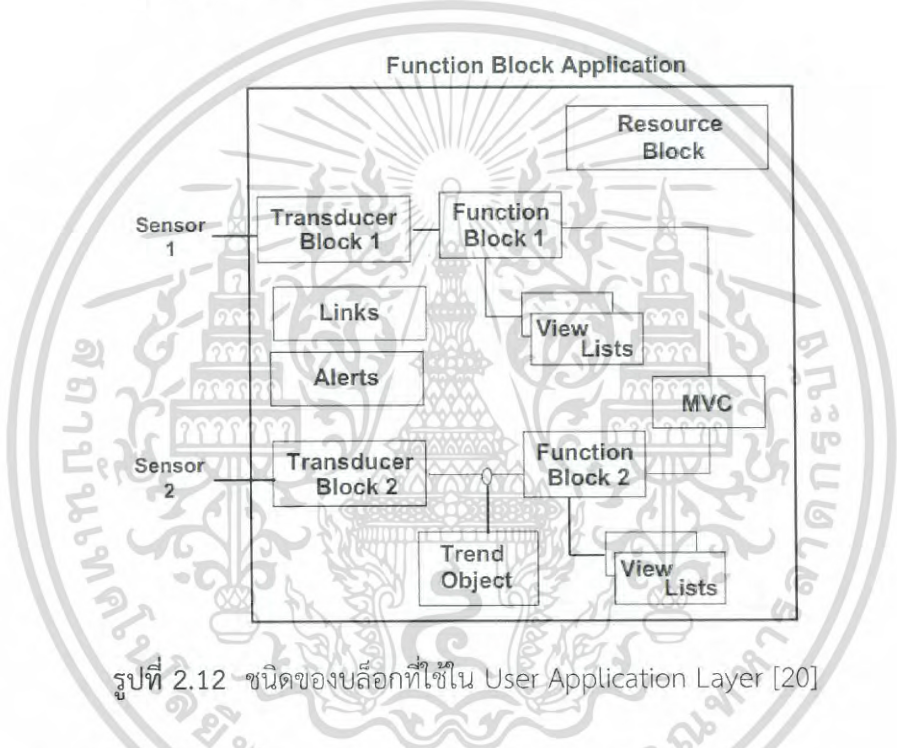 Function Block Application
Resource
Block
Sensor
1
Transducer
Block 1
Function
Block 1
Links
View
Lists
Alerts
MVC
Sensor
2
Transducer
Block 2
Function
Block 2
Trend
Object
View
Lists
รูปที่ 2.12 ชนิดของบล็อกที่ใช้ใน User Application Layer [20]